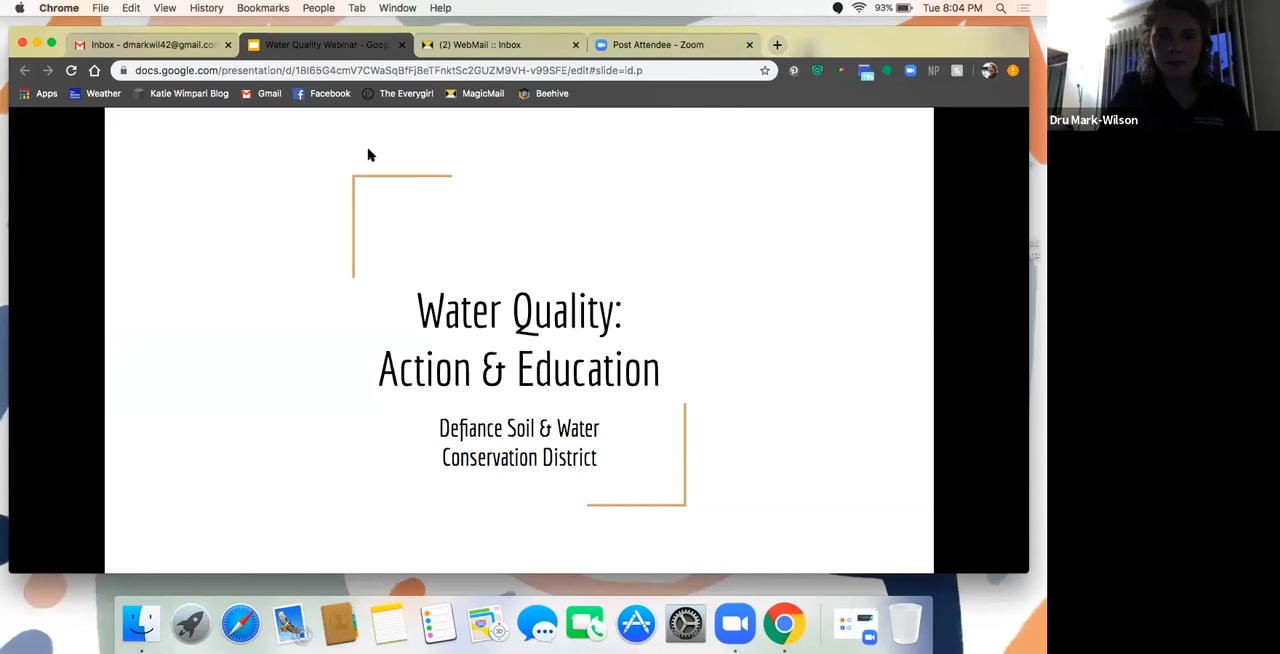 Chrome File Edit View History Bookmarks People Tab Window Help 93% Tue 8:04 PM
Inbox - dmarkwil42@gmail.co Water Quality Webinar - Goog (2) WebMail :: Inbox Post Attendee - Zoom
docs.google.com/presentation/d/18I65G4cmV7CWaSqBfFjBeTFnktSc2GUZM9VH-v99SFE/edit#slide=id.p NP
Apps Weather Katie Wimpari Blog Gmail Facebook The Everygirl MagicMail Beehive
Dru Mark-Wilson
Water Quality:
Action & Education
Defiance Soil & Water
Conservation District